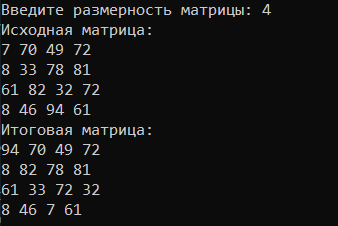 Введите размерность матрицы: 4
Исходная матрица:
7 70 49 72
8 33 78 81
61 82 32 72
8 46 94 61
Итоговая матрица:
94 70 49 72
8 82 78 81
61 33 72 32
8 46 7 61